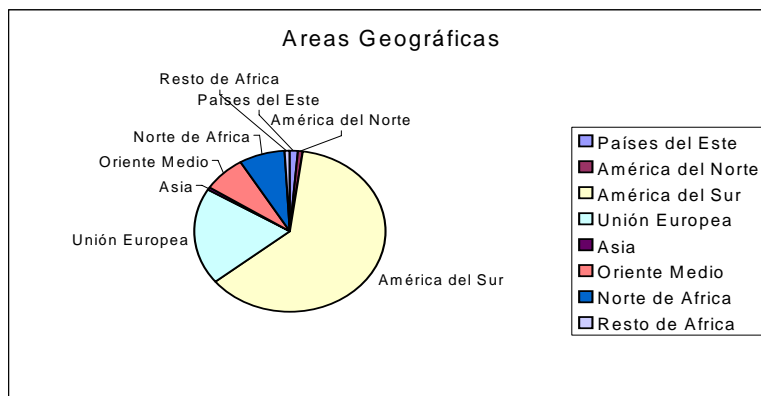 Areas Geográficas
Resto de Africa
Países del Este
América del Norte
Norte de Africa
Oriente Medio
Asia
Unión Europea
América del Sur
Países del Este
América del Norte
América del Sur
Unión Europea
Asia
Oriente Medio
Norte de Africa
Resto de Africa